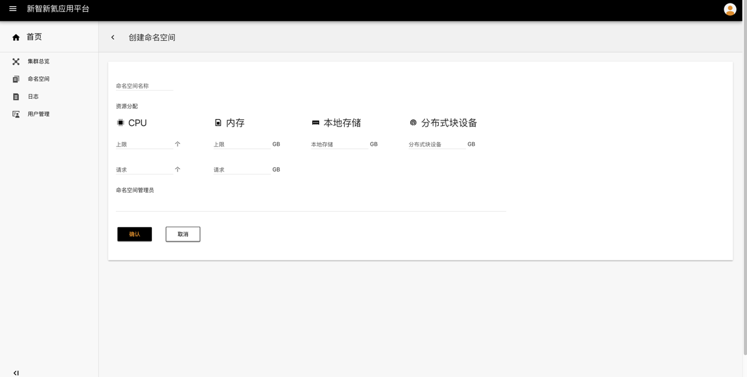 新智新氦应用平台
首页
创建命名空间
集群总览
命名空间
日志
用户管理
命名空间名称
资源分配
CPU 内存 本地存储 分布式块设备
上限 个 上限 GB 本地存储 GB 分布式块设备 GB
请求 个 请求 GB
命名空间管理员
确认 取消